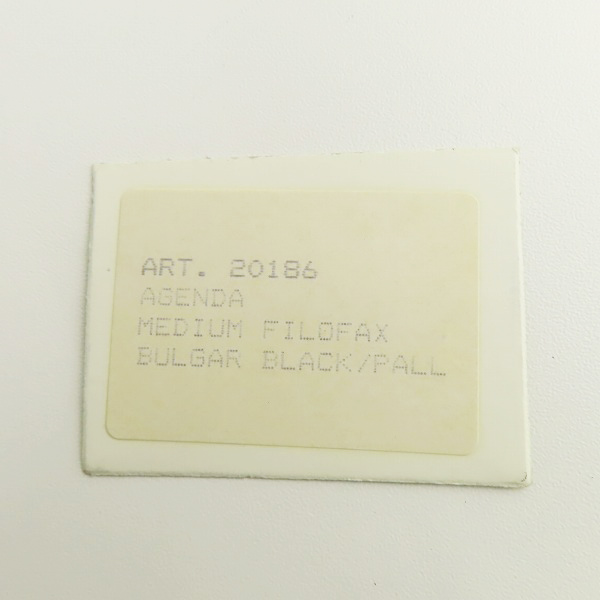 ART. 20186
AGENDA
MEDIUM FILOFAX
BULGAR BLACK/PALL